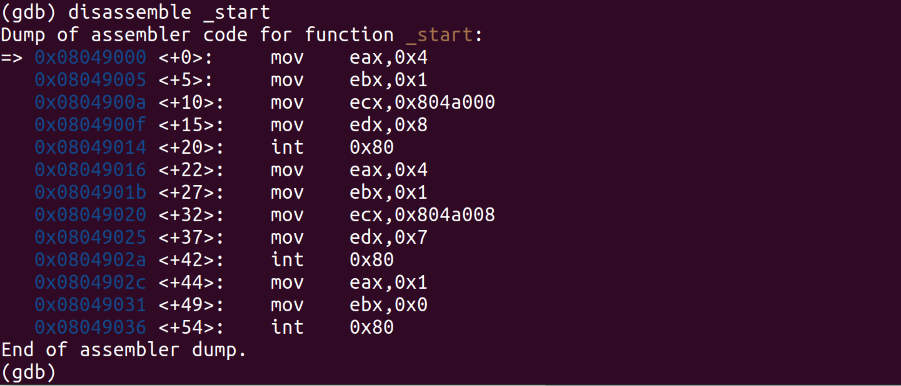 (gdb) disassemble _start
Dump of assembler code for function _start:
=> 0x08049000 <+0>:     mov    eax,0x4
   0x08049005 <+5>:     mov    ebx,0x1
   0x0804900a <+10>:    mov    ecx,0x804a000
   0x0804900f <+15>:    mov    edx,0x8
   0x08049014 <+20>:    int    0x80
   0x08049016 <+22>:    mov    eax,0x4
   0x0804901b <+27>:    mov    ebx,0x1
   0x08049020 <+32>:    mov    ecx,0x804a008
   0x08049025 <+37>:    mov    edx,0x7
   0x0804902a <+42>:    int    0x80
   0x0804902c <+44>:    mov    eax,0x1
   0x08049031 <+49>:    mov    ebx,0x0
   0x08049036 <+54>:    int    0x80
End of assembler dump.
(gdb)